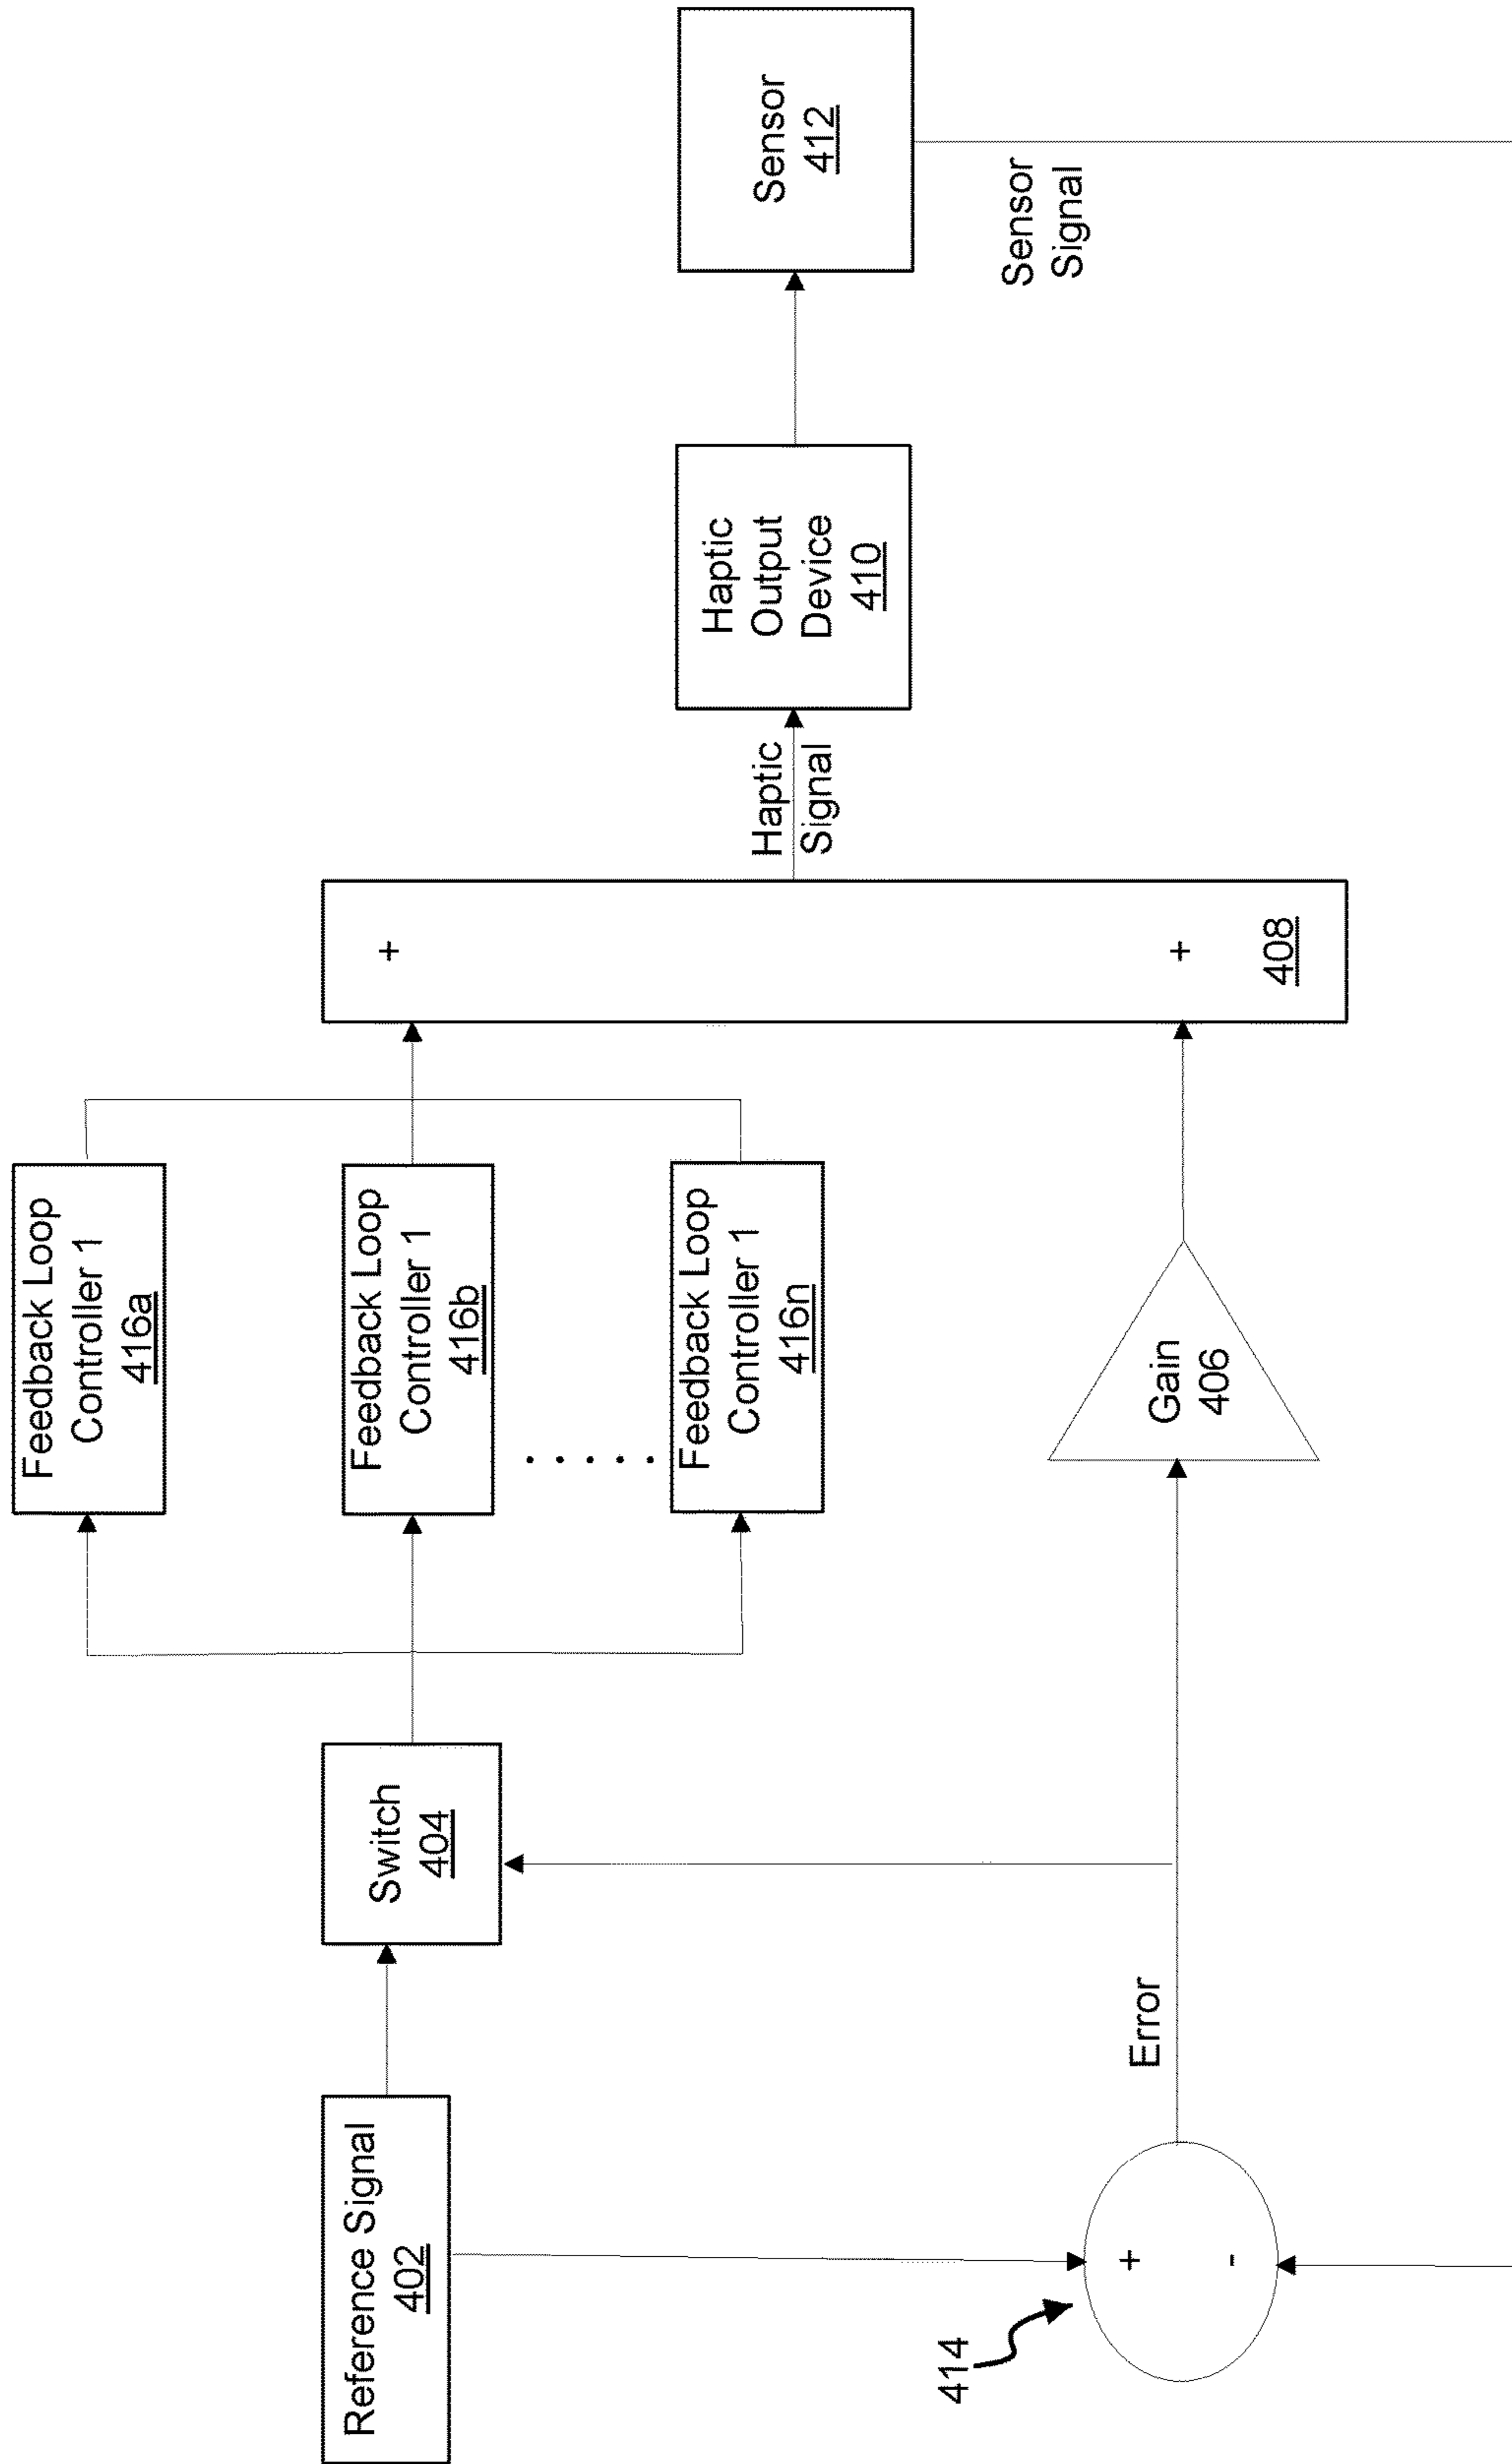 Feedback Loop
Controller 1
416a
Reference Signal
402
Switch
404
Feedback Loop
Controller 1
416b
.....
Feedback Loop
Controller 1
416n
+
+
408
Haptic
Signal
Haptic
Output
Device
410
Sensor
412
Sensor
Signal
414
+
-
Error
Gain
406